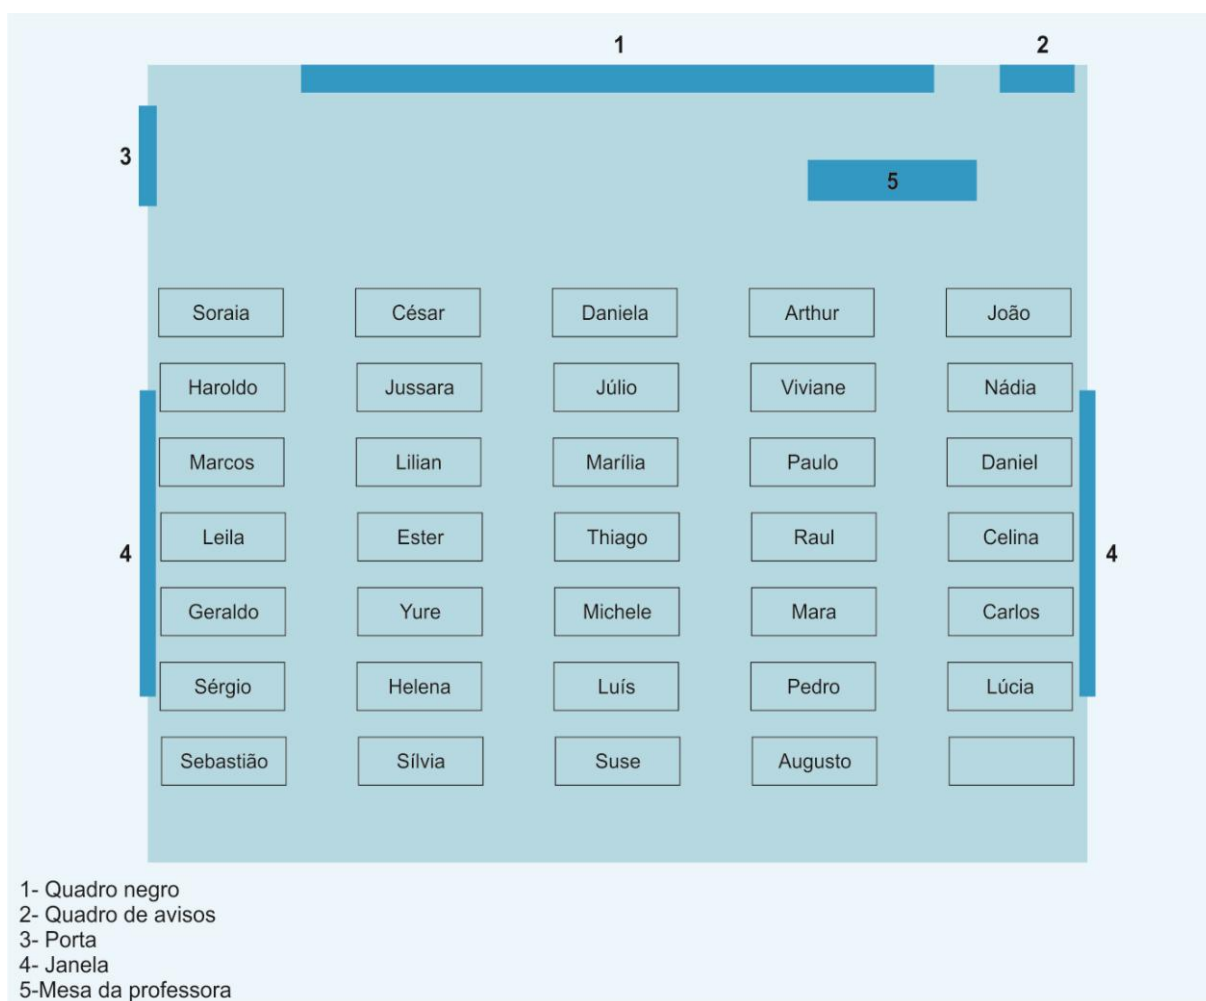 1 2
3
5
Soraia César Daniela Arthur João
Haroldo Jussara Júlio Viviane Nádia
Marcos Lilian Marília Paulo Daniel
4 Leila Ester Thiago Raul Celina 4
Geraldo Yure Michele Mara Carlos
Sérgio Helena Luís Pedro Lúcia
Sebastião Sílvia Suse Augusto
1- Quadro negro
2- Quadro de avisos
3- Porta
4- Janela
5-Mesa da professora